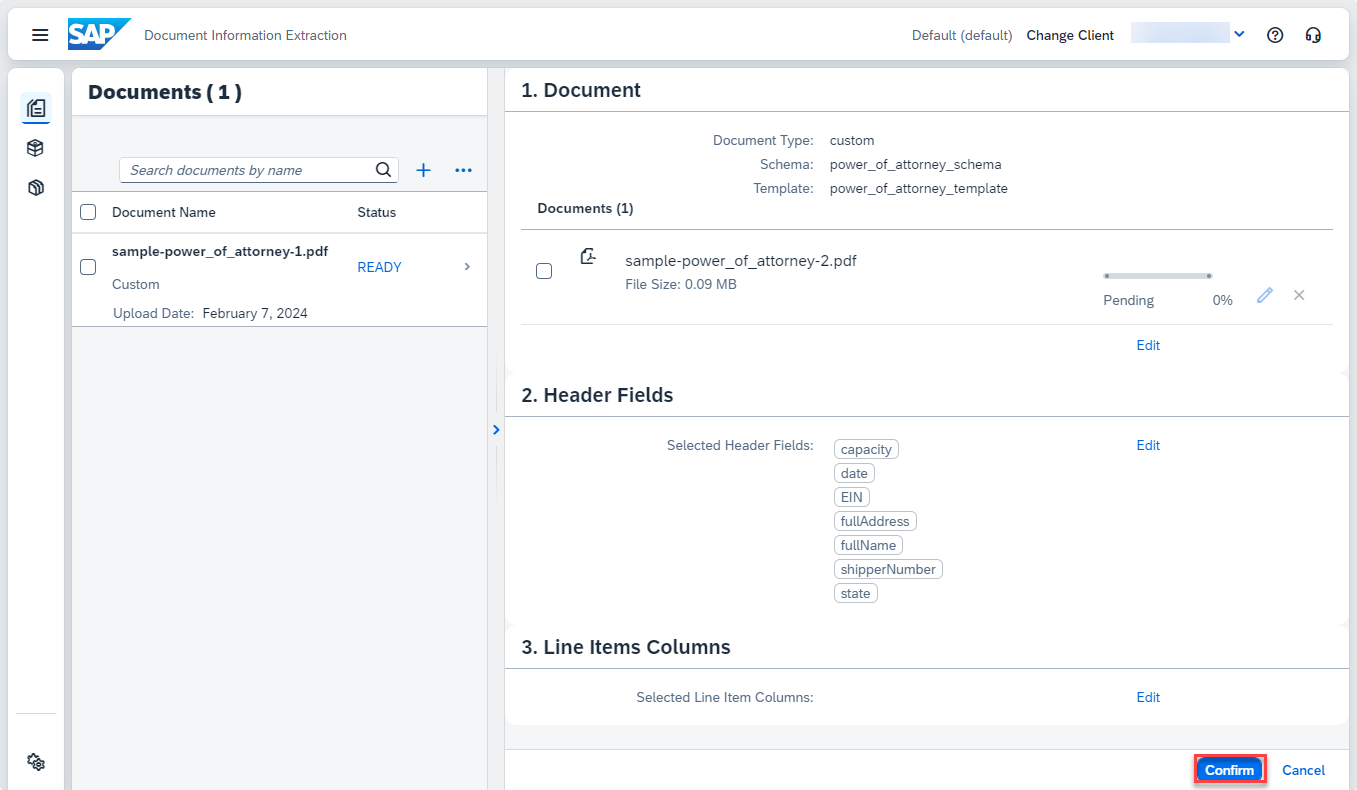 SAP Document Information Extraction
Default (default) Change Client
Documents ( 1 )
Search documents by name
Document Name Status
sample-power_of_attorney-1.pdf
READY
Custom
Upload Date: February 7, 2024
1. Document
Document Type: custom
Schema: power_of_attorney_schema
Template: power_of_attorney_template
Documents (1)
sample-power_of_attorney-2.pdf
File Size: 0.09 MB
Pending 0%
Edit
2. Header Fields
Selected Header Fields:
capacity
date
EIN
fullAddress
fullName
shipperNumber
state
Edit
3. Line Items Columns
Selected Line Item Columns:
Edit
Confirm Cancel